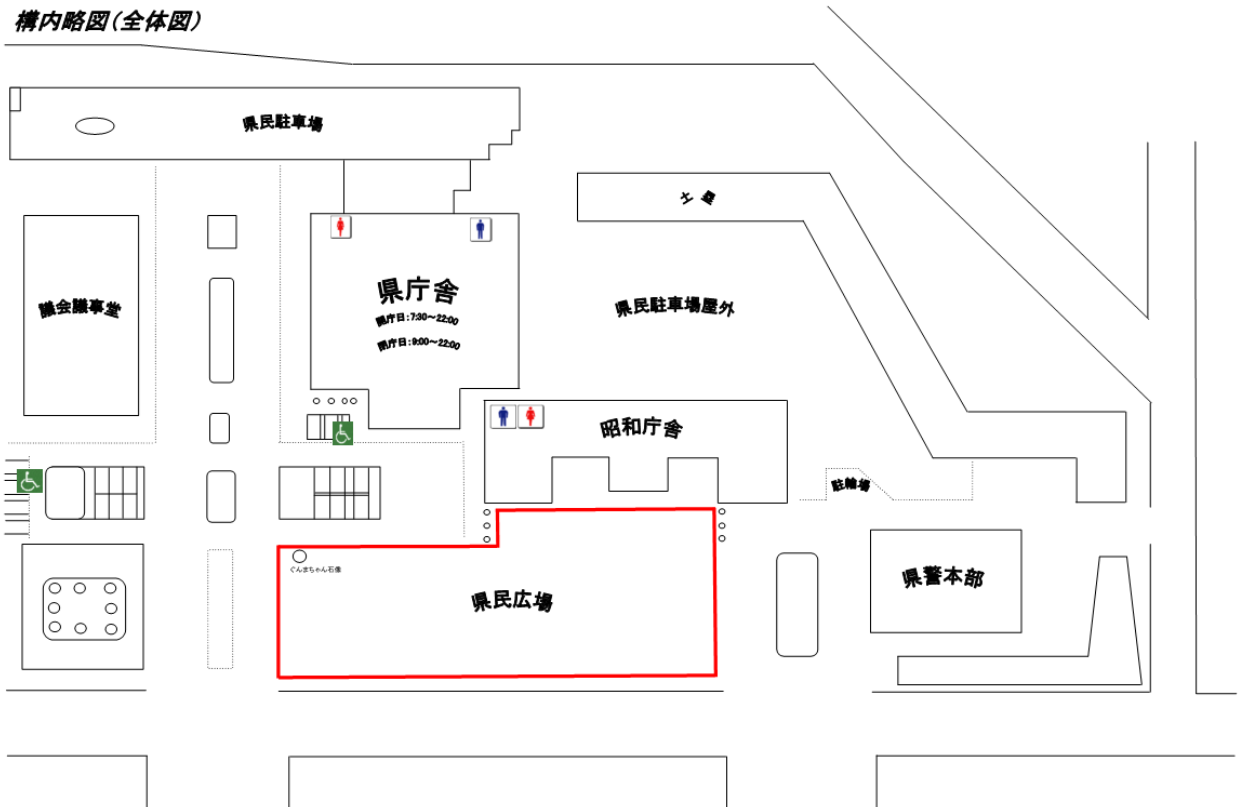 構内略図(全体図)
県民駐車場
土塁
議会議事堂
県庁舎
開庁日:7:30～22:00
閉庁日:9:00～22:00
県民駐車場屋外
昭和庁舎
駐輪場
ぐんまちゃん石像
県民広場
県警本部